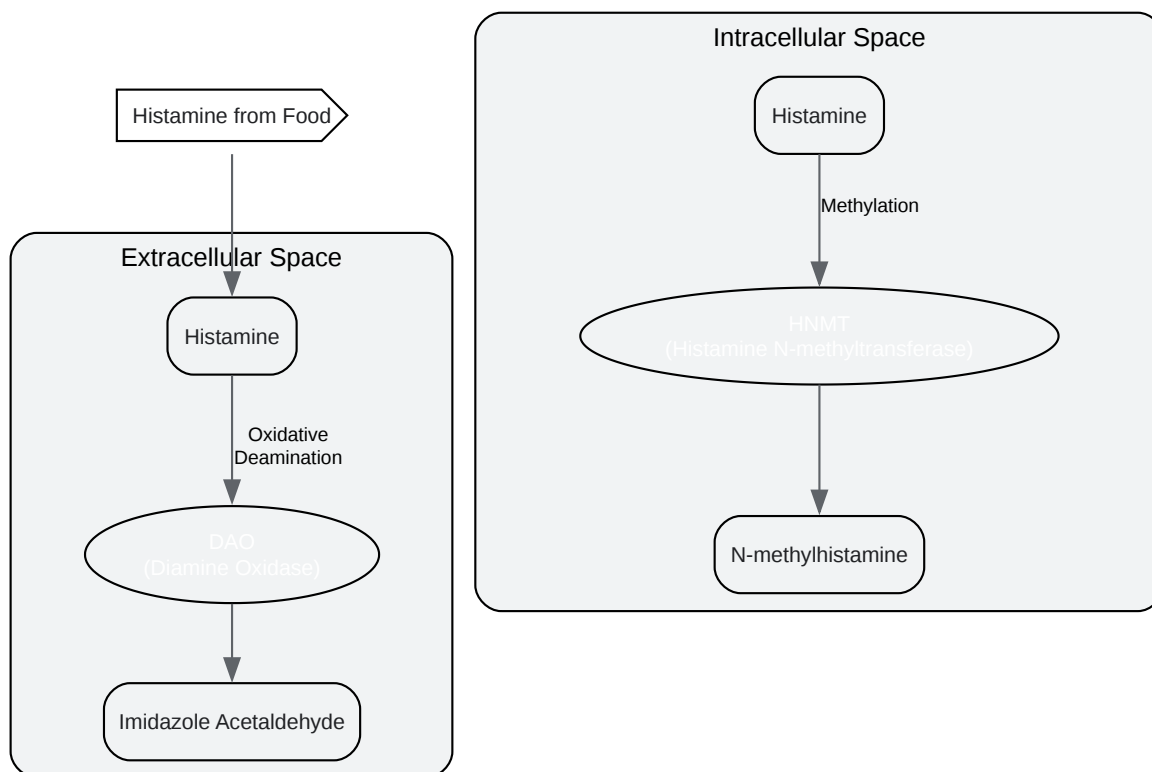 Histamine from Food
Extracellular Space
Histamine
Oxidative
Deamination
DAO
(Diamine Oxidase)
Imidazole Acetaldehyde
Intracellular Space
Histamine
Methylation
HNMT
(Histamine N-methyltransferase)
N-methylhistamine